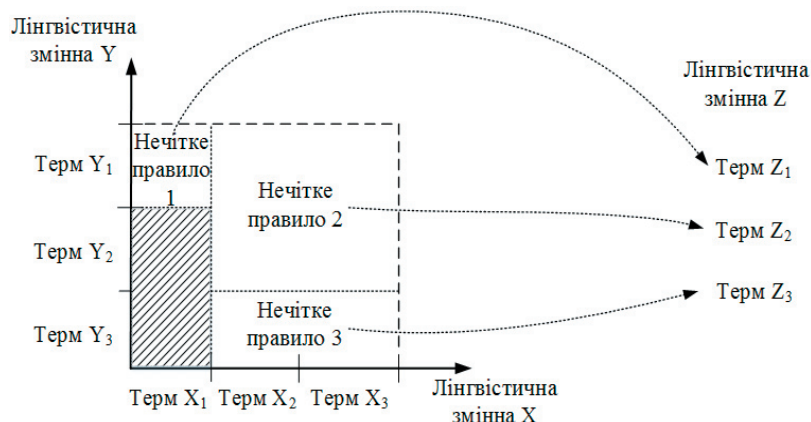 Лінгвістична
змінна Y
Лінгвістична
змінна Z
Терм Y₁
Нечітке
правило
1
Нечітке
правило 2
Терм Z₁
Терм Y₂
Терм Z₂
Терм Z₃
Терм Y₃
Нечітке
правило 3
Терм X₁
Терм X₂
Терм X₃
Лінгвістична
змінна X